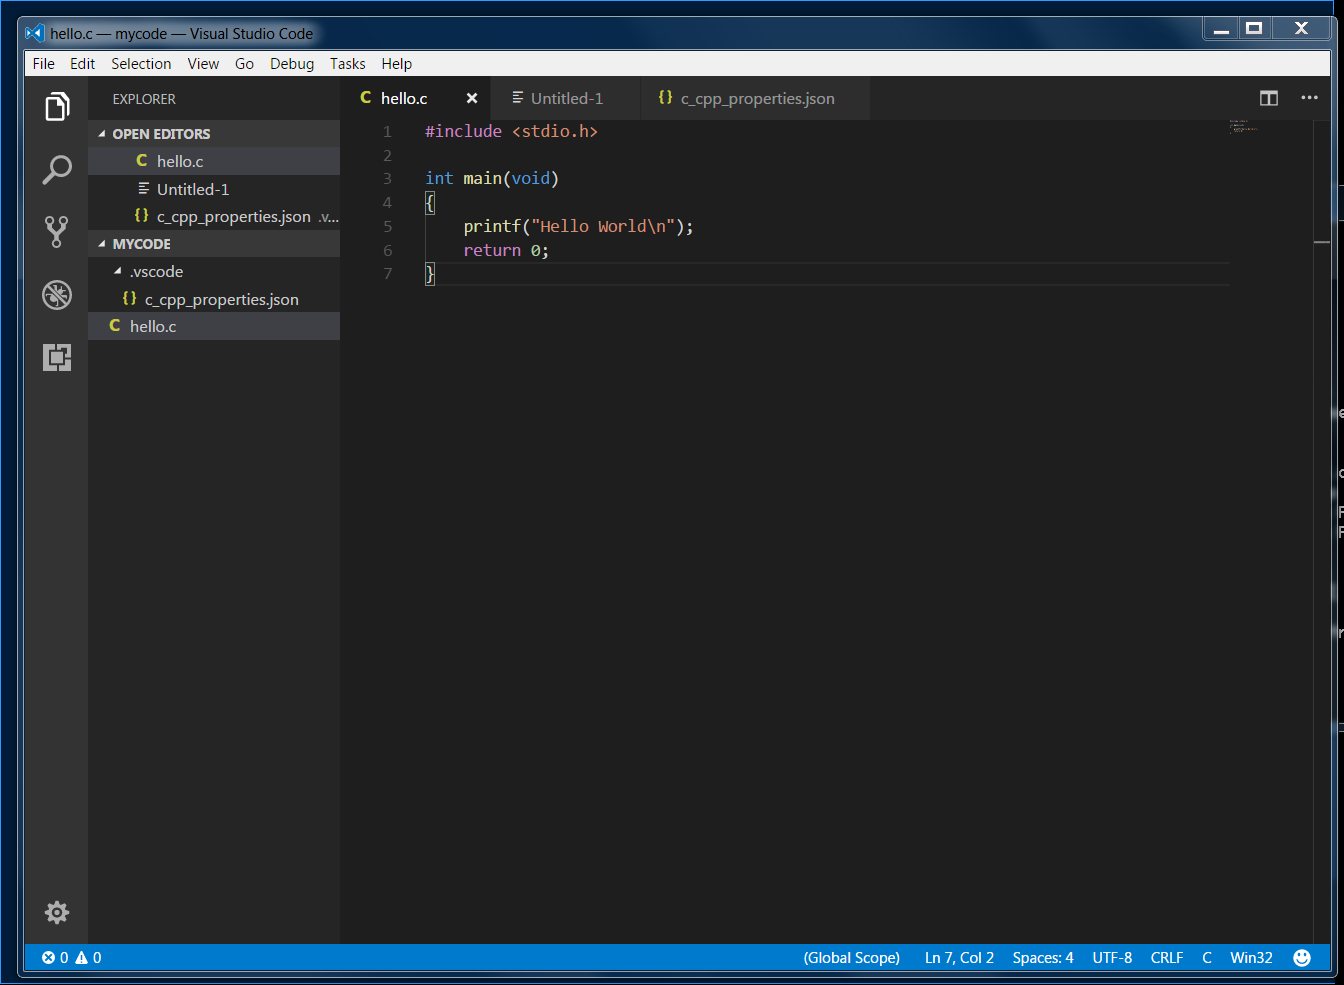 hello.c — mycode — Visual Studio Code
File Edit Selection View Go Debug Tasks Help
EXPLORER
OPEN EDITORS
C hello.c
Untitled-1
{} c_cpp_properties.json .v...
MYCODE
.vscode
{} c_cpp_properties.json
C hello.c
C hello.c Untitled-1 {} c_cpp_properties.json
1 #include <stdio.h>
2
3 int main(void)
4 {
5 printf("Hello World\n");
6 return 0;
7 }
0 0 (Global Scope) Ln 7, Col 2 Spaces: 4 UTF-8 CRLF C Win32